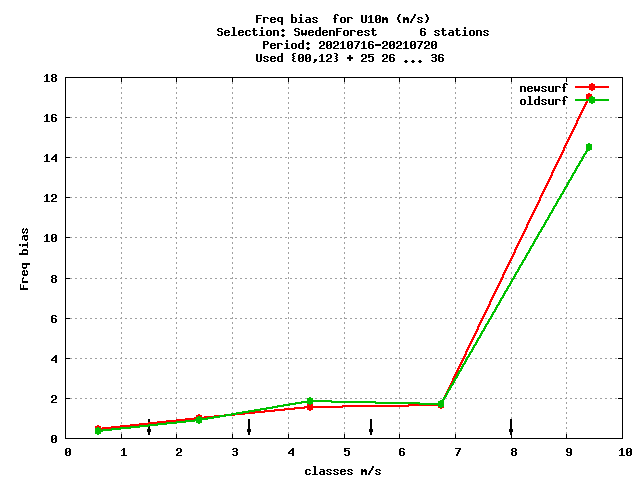 Freq bias  for U10m (m/s)
Selection: SwedenForest      6 stations
Period: 20210716-20210720
Used {00,12} + 25 26 ... 36
newsurf
oldsurf
18
16
14
12
10
8
6
4
2
0
Freq bias
0 1 2 3 4 5 6 7 8 9 10
classes m/s